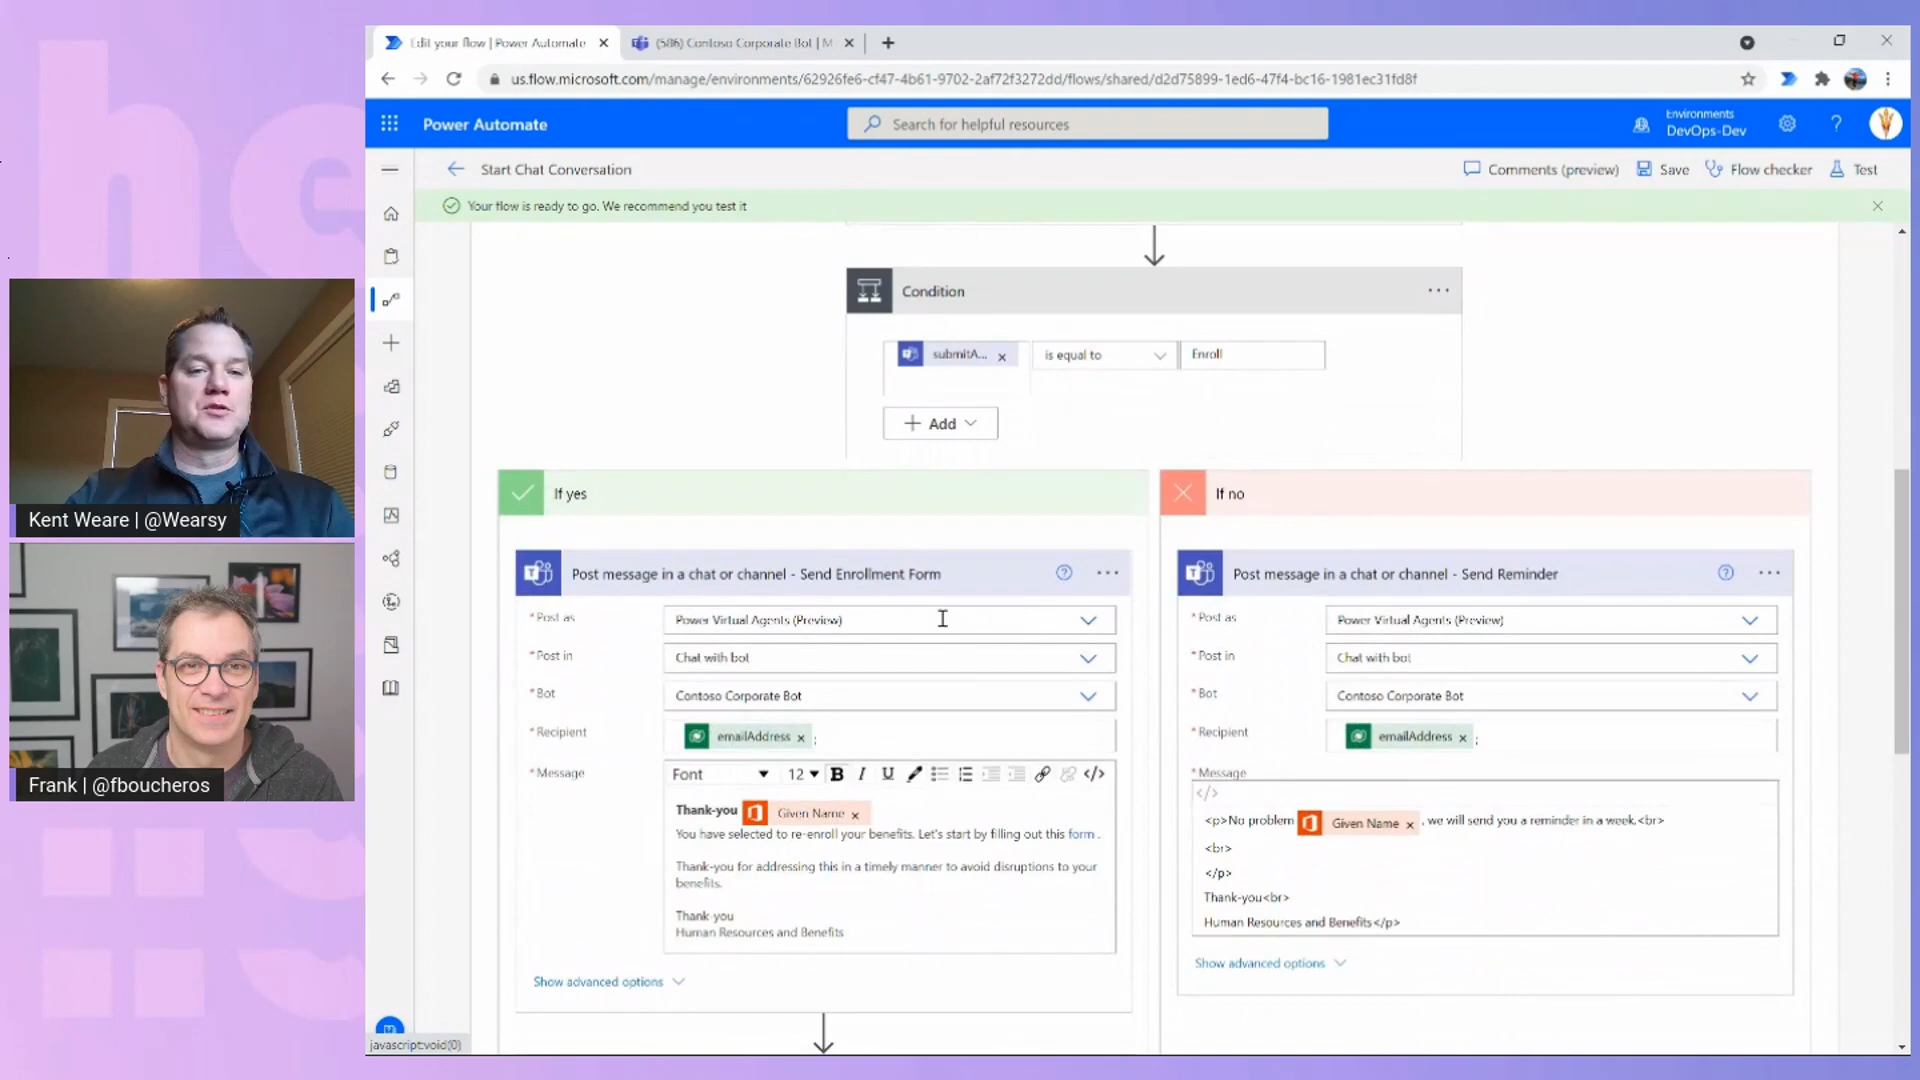 Edit your flow | Power Automate
(586) Contoso Corporate Bot | M
us.flow.microsoft.com/manage/environments/62926fe6-cf47-4b61-9702-2af72f3272dd/flows/shared/d2d75899-1ed6-47f4-bc16-1981ec31fd8f
Power Automate
Search for helpful resources
Environments
DevOps-Dev
Start Chat Conversation
Comments (preview)
Save
Flow checker
Test
Your flow is ready to go. We recommend you test it
Condition
submitA...
is equal to
Enroll
Add
If yes
If no
Post message in a chat or channel - Send Enrollment Form
* Post as
Power Virtual Agents (Preview)
* Post in
Chat with bot
* Bot
Contoso Corporate Bot
* Recipient
emailAddress ;
* Message
Font
12
B I U
Thank-you Given Name
You have selected to re-enroll your benefits. Let's start by filling out this form .
Thank-you for addressing this in a timely manner to avoid disruptions to your
benefits.
Thank-you
Human Resources and Benefits
Show advanced options
Post message in a chat or channel - Send Reminder
* Post as
Power Virtual Agents (Preview)
* Post in
Chat with bot
* Bot
Contoso Corporate Bot
* Recipient
emailAddress ;
* Message
</>
<p>No problem Given Name , we will send you a reminder in a week.<br>
<br>
</p>
Thank-you<br>
Human Resources and Benefits</p>
Show advanced options
javascript:void(0)
Kent Weare | @Wearsy
Frank | @fboucheros